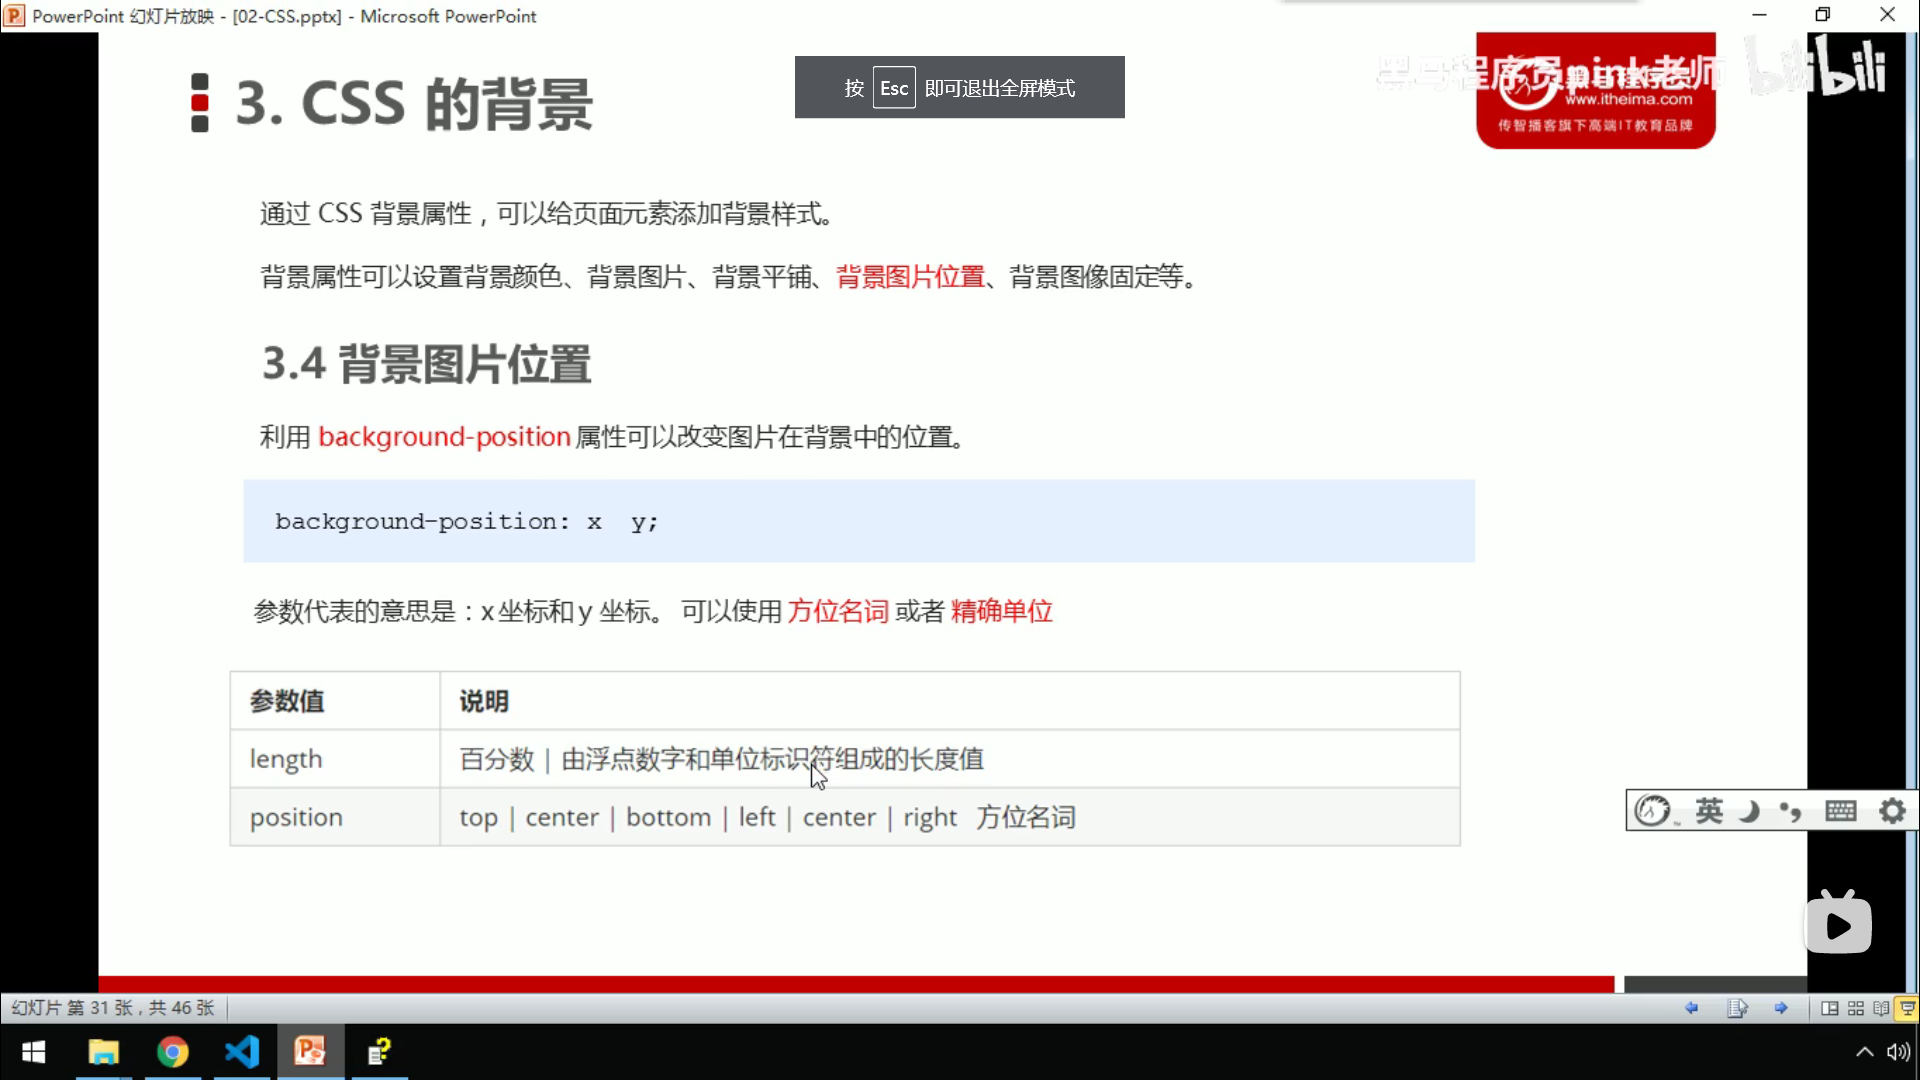 PowerPoint 幻灯片放映 - [02-CSS.pptx] - Microsoft PowerPoint
按 Esc 即可退出全屏模式
黑马程序员pink老师 bilibili
www.itheima.com
传智播客旗下高端IT教育品牌
3. CSS 的背景
通过 CSS 背景属性，可以给页面元素添加背景样式。
背景属性可以设置背景颜色、背景图片、背景平铺、背景图片位置、背景图像固定等。
3.4 背景图片位置
利用 background-position 属性可以改变图片在背景中的位置。
background-position: x  y;
参数代表的意思是：x 坐标和 y 坐标。 可以使用 方位名词 或者 精确单位
参数值 说明
length 百分数 | 由浮点数字和单位标识符组成的长度值
position top | center | bottom | left | center | right 方位名词
英
幻灯片 第 31 张，共 46 张